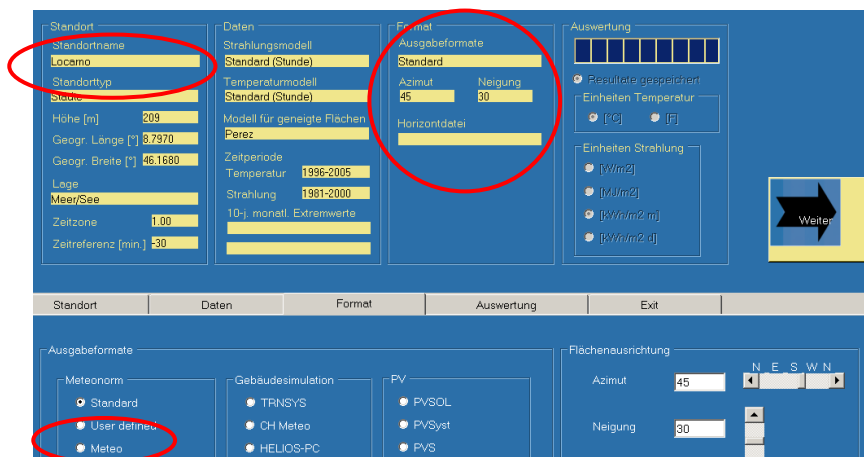 Standort
Standortname
Locarno
Standorttyp
Städte
Höhe [m] 209
Geogr. Länge [°] 8.7970
Geogr. Breite [°] 46.1680
Lage
Meer/See
Zeitzone 1.00
Zeitreferenz [min.] -30
Daten
Strahlungsmodell
Standard (Stunde)
Temperaturmodell
Standard (Stunde)
Modell für geneigte Flächen
Perez
Zeitperiode
Temperatur 1996-2005
Strahlung 1981-2000
10-j. monatl. Extremwerte
Format
Ausgabeformate
Standard
Azimut Neigung
45 30
Horizontdatei
Auswertung
Resultate gespeichert
Einheiten Temperatur
[°C] [F]
Einheiten Strahlung
[W/m2]
[MJ/m2]
[kWh/m2 m]
[kWh/m2 d]
Weiter
Standort Daten Format Auswertung Exit
Ausgabeformate
Meteonorm
Standard
User defined
Meteo
Gebäudesimulation
TRNSYS
CH Meteo
HELIOS-PC
PV
PVSOL
PVSyst
PVS
Flächenausrichtung
N E S W N
Azimut 45
Neigung 30